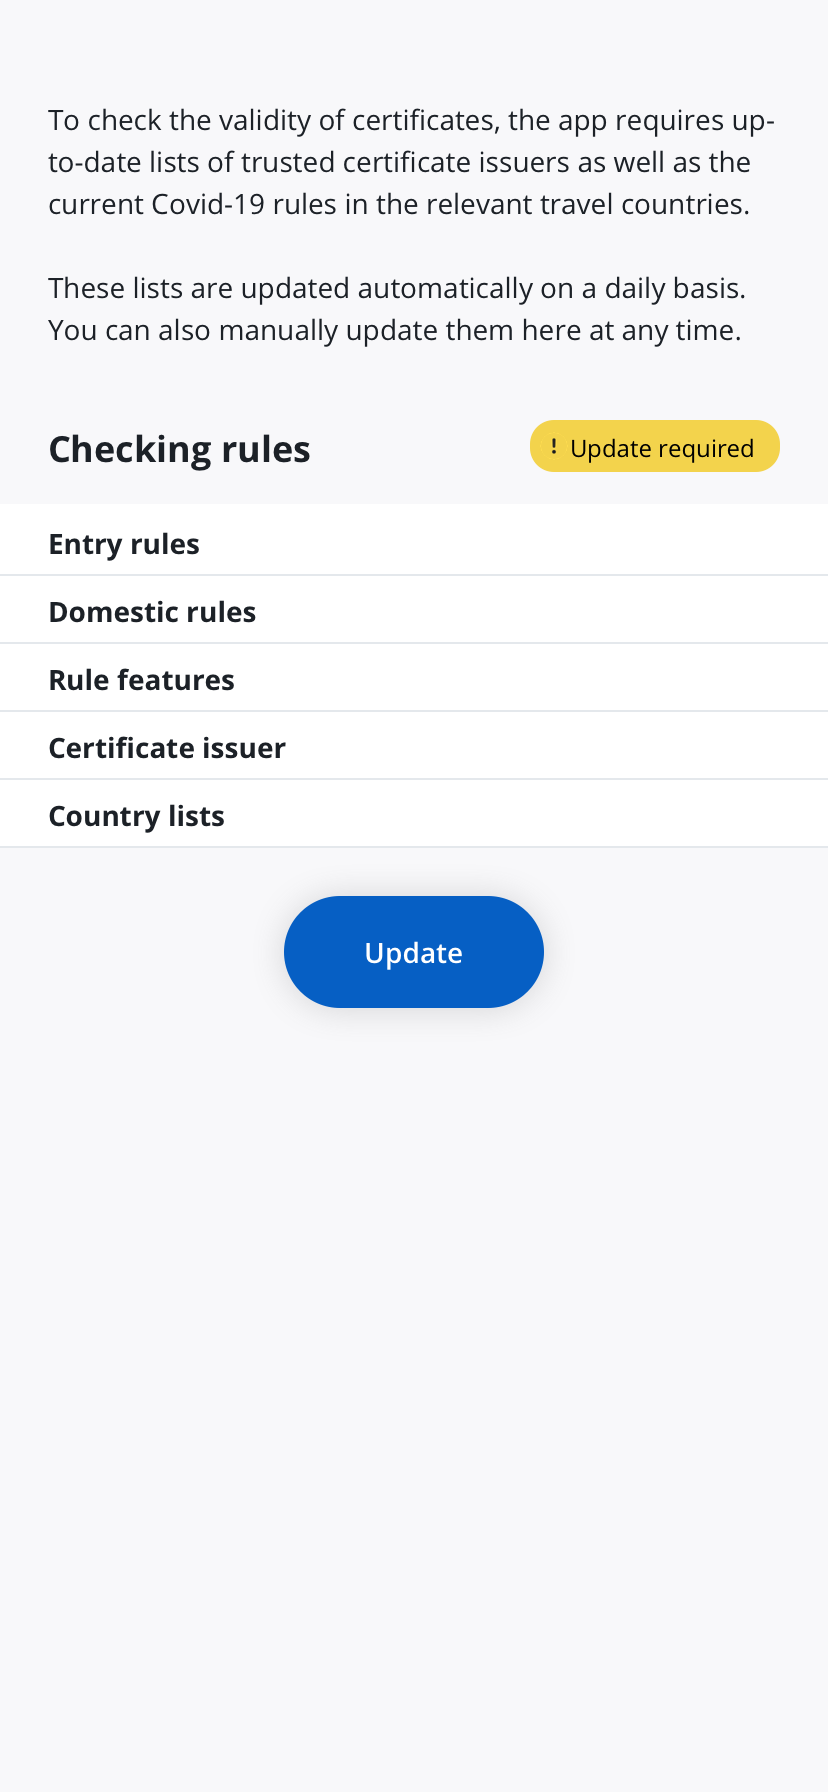 To check the validity of certificates, the app requires up-
to-date lists of trusted certificate issuers as well as the
current Covid-19 rules in the relevant travel countries.
These lists are updated automatically on a daily basis.
You can also manually update them here at any time.
Checking rules
! Update required
Entry rules
Domestic rules
Rule features
Certificate issuer
Country lists
Update